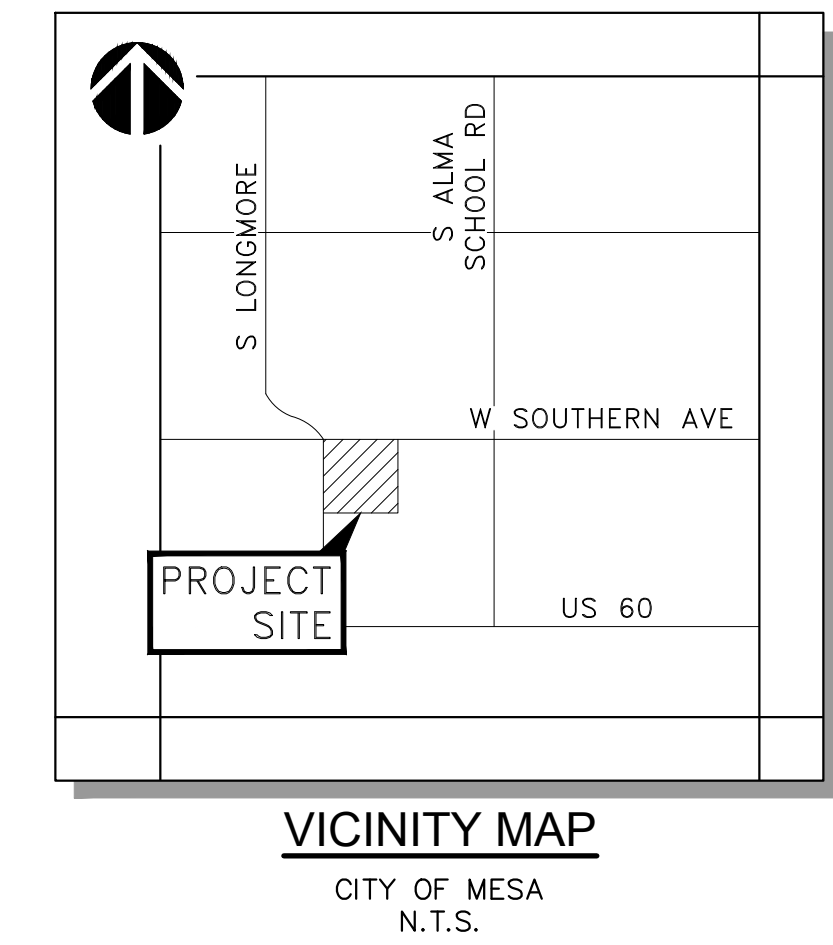 S LONGMORE
S ALMA
SCHOOL RD
W SOUTHERN AVE
PROJECT
SITE
US 60
VICINITY MAP
CITY OF MESA
N.T.S.